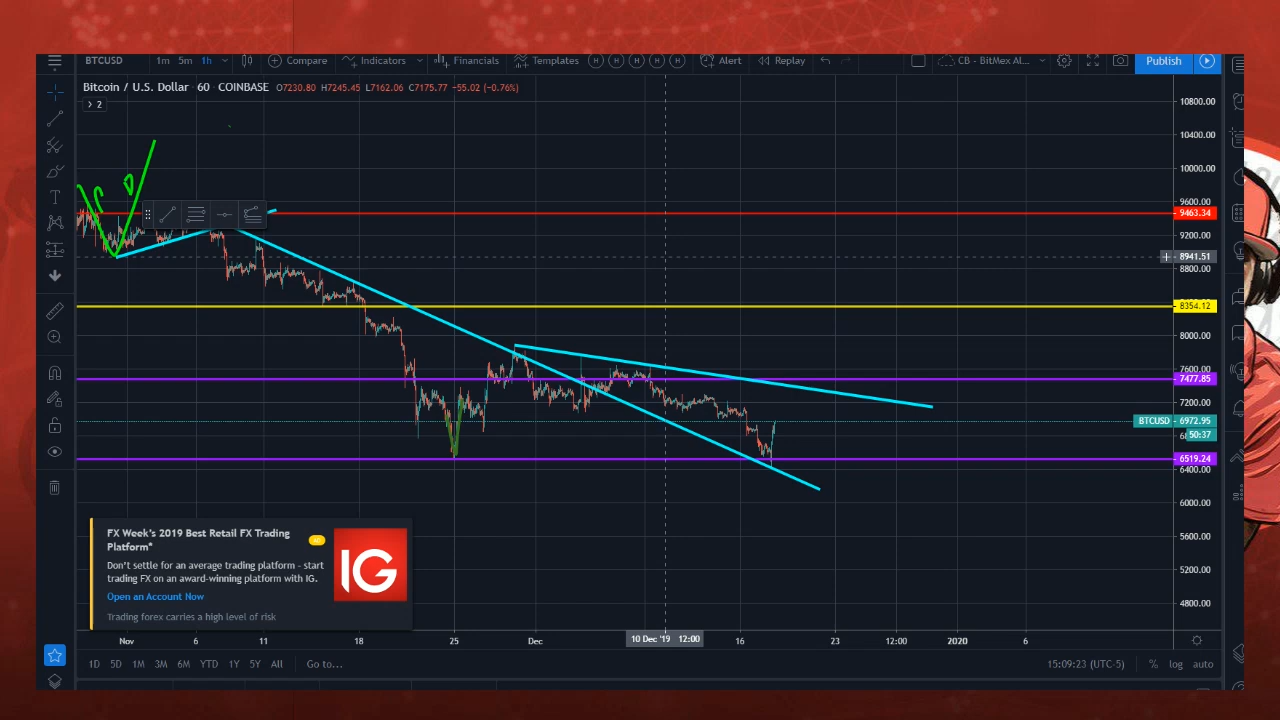 BTCUSD 1m 5m 1h Compare Indicators Financials Templates Alert Replay CB - BitMex Al... Publish
Bitcoin / U.S. Dollar 60 COINBASE O7230.80 H7245.45 L7162.06 C7175.77 -55.02 (-0.76%)
2
10800.00
10400.00
10000.00
9600.00
9463.34
9200.00
8941.51
8800.00
8354.12
8000.00
7600.00
7477.85
7200.00
BTCUSD 6972.95
50:37
6519.24
6400.00
6000.00
5600.00
5200.00
4800.00
FX Week's 2019 Best Retail FX Trading
Platform*
AD
Don't settle for an average trading platform - start
trading FX on an award-winning platform with IG.
Open an Account Now
Trading forex carries a high level of risk
IG
Nov 6 11 18 25 Dec 10 Dec '19 12:00 16 23 12:00 2020 6
1D 5D 1M 3M 6M YTD 1Y 5Y All Go to... 15:09:23 (UTC-5) % log auto